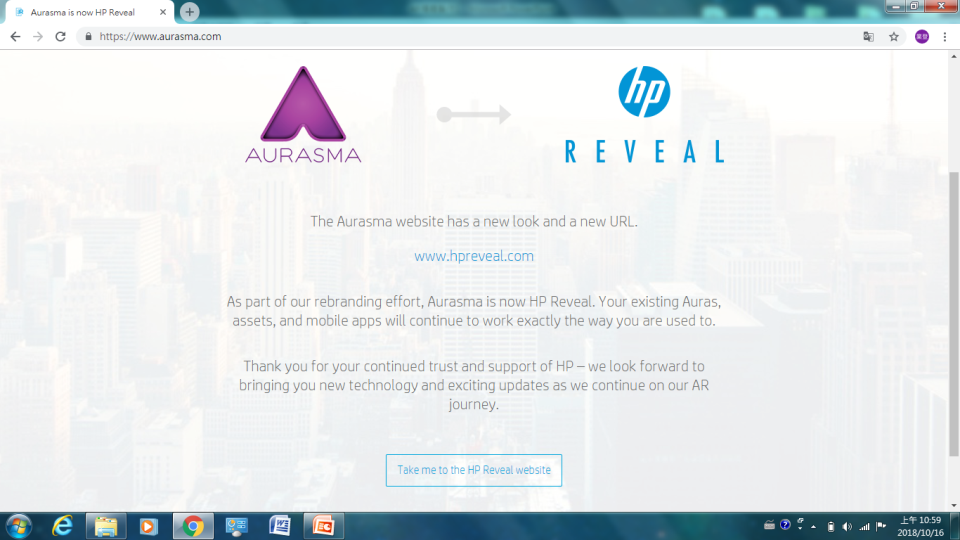 Aurasma is now HP Reveal
https://www.aurasma.com
AURASMA
hp
REVEAL
The Aurasma website has a new look and a new URL.
www.hpreveal.com
As part of our rebranding effort, Aurasma is now HP Reveal. Your existing Auras,
assets, and mobile apps will continue to work exactly the way you are used to.
Thank you for your continued trust and support of HP – we look forward to
bringing you new technology and exciting updates as we continue on our AR
journey.
Take me to the HP Reveal website
上午 10:59
2018/10/16